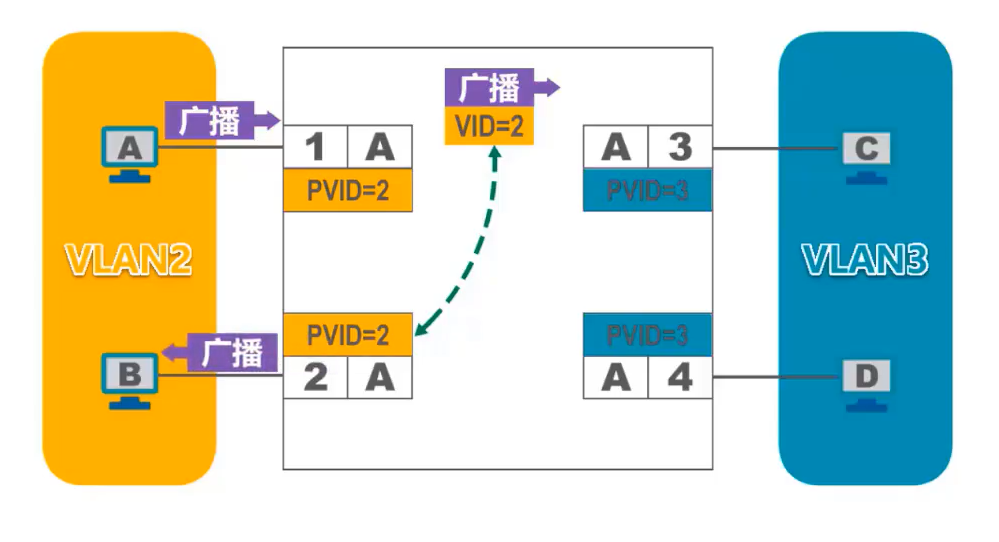 广播
VID=2
广播
A
1 A
A 3
C
PVID=2
PVID=3
VLAN2
VLAN3
PVID=2
PVID=3
广播
B
2 A
A 4
D